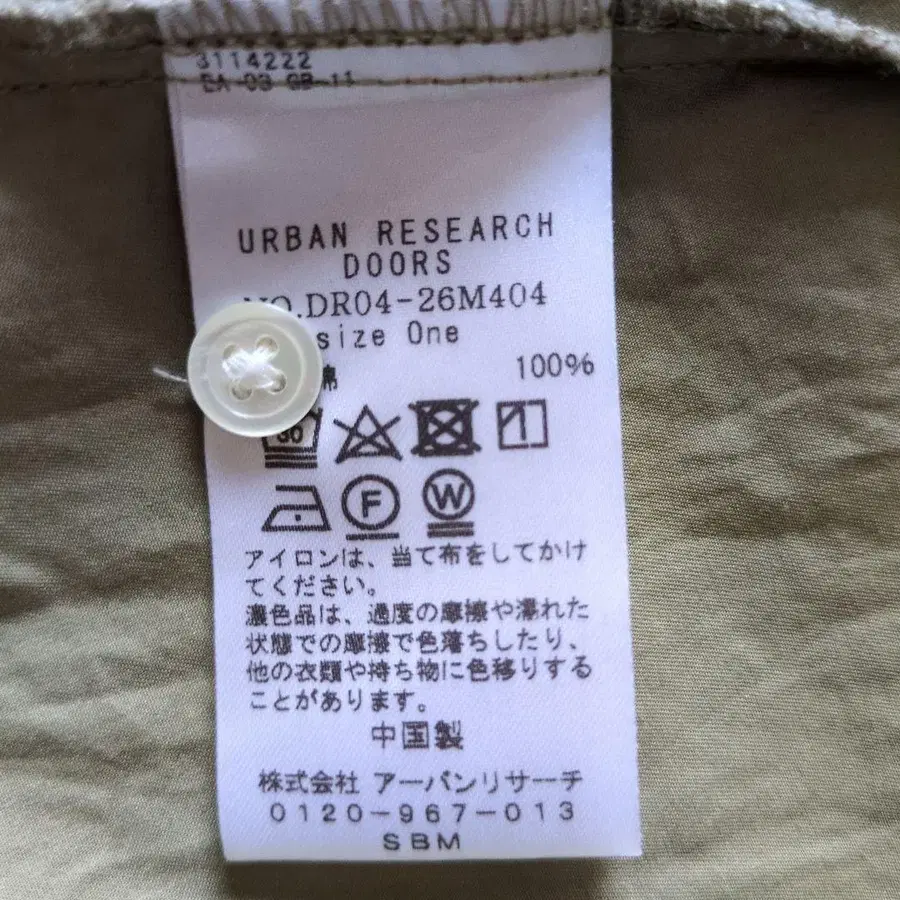 3114222
EA-03 GB-11
URBAN RESEARCH
DOORS
NO.DR04-26M404
size One
綿 100%
30
F W
アイロンは、当て布をしてかけ
てください。
濃色品は、過度の摩擦や濡れた
状態での摩擦で色落ちしたり、
他の衣類や持ち物に色移りする
ことがあります。
中国製
株式会社 アーバンリサーチ
0120-967-013
SBM